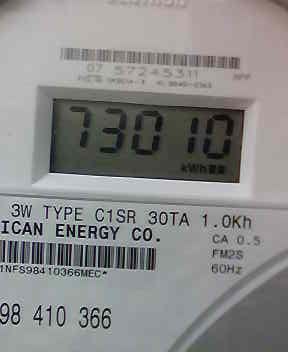 07 57245311
73010
kWh
3W TYPE C1SR 30TA 1.0Kh
ICAN ENERGY CO.
CA 0.5
FM2S
60Hz
1NFS98410366MEC*
98 410 366